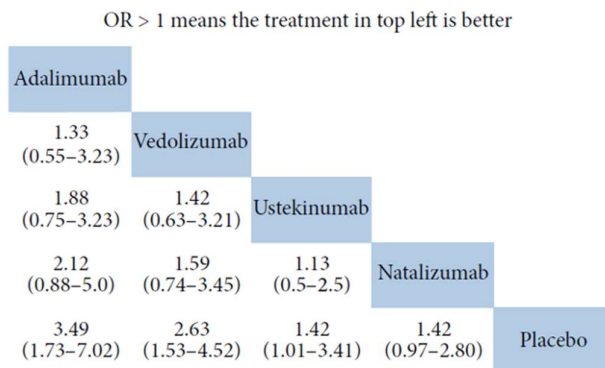 OR > 1 means the treatment in top left is better
Adalimumab
1.33 Vedolizumab
(0.55–3.23)
1.88 1.42 Ustekinumab
(0.75–3.23) (0.63–3.21)
2.12 1.59 1.13 Natalizumab
(0.88–5.0) (0.74–3.45) (0.5–2.5)
3.49 2.63 1.42 1.42 Placebo
(1.73–7.02) (1.53–4.52) (1.01–3.41) (0.97–2.80)